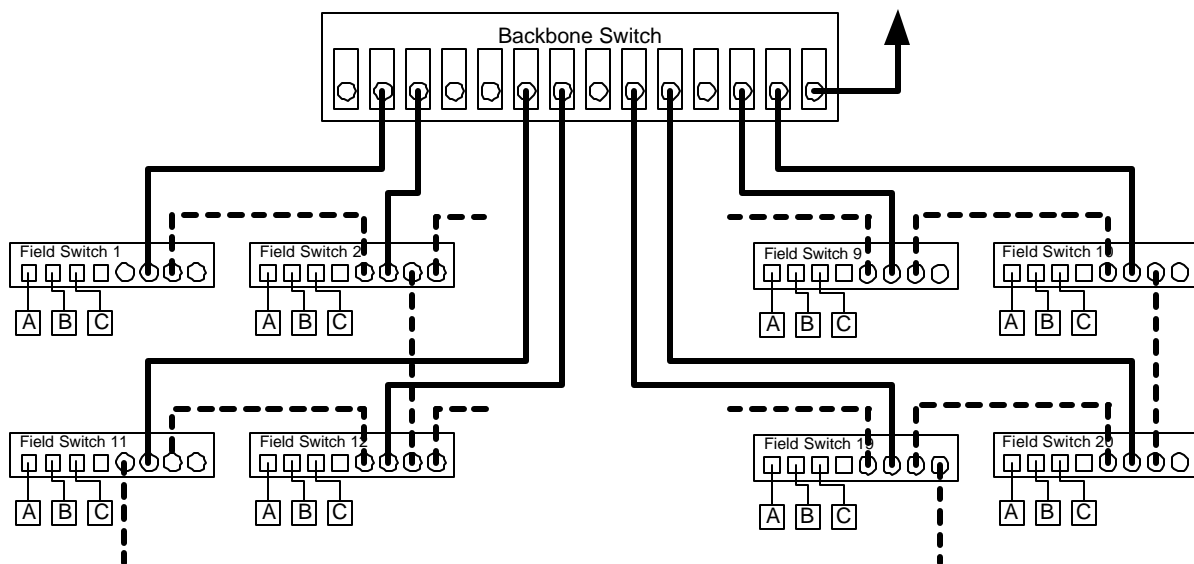 Backbone Switch
Field Switch 1
Field Switch 2
Field Switch 9
Field Switch 10
A B C
A B C
A B C
A B C
Field Switch 11
Field Switch 12
Field Switch 19
Field Switch 20
A B C
A B C
A B C
A B C